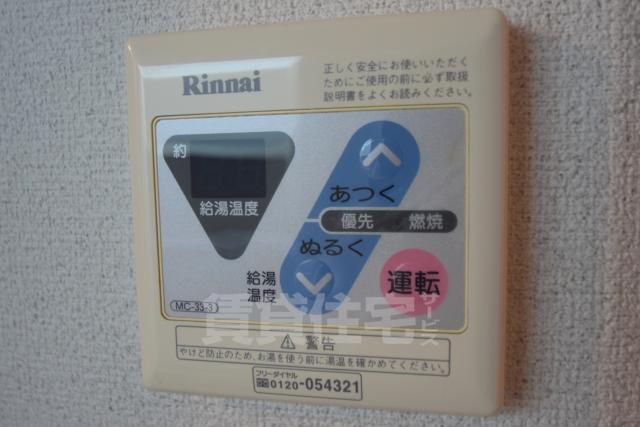 Rinnai
正しく安全にお使いいただく
ためにご使用の前に必ず取扱
説明書をよくお読みください。
約
給湯温度
あつく
優先 燃焼
ぬるく
給湯
温度
運転
MC-33-3
賃貸住宅サービス
⚠ 警告
やけど防止のため、お湯を使う前に湯温を確かめてください。
フリーダイヤル
0120-054321